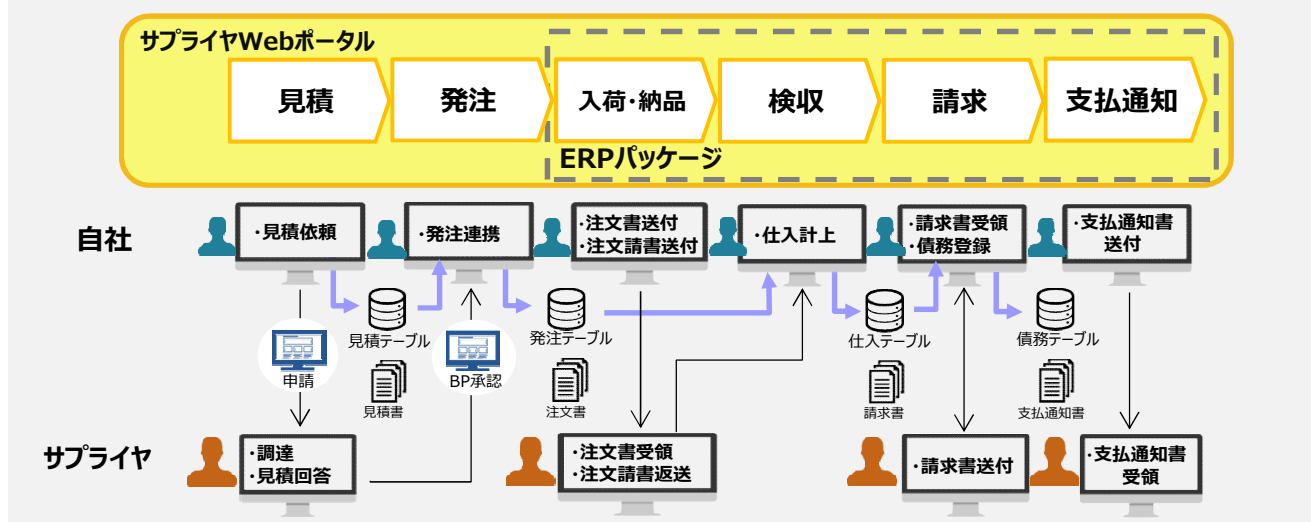 サプライヤWebポータル
見積
発注
入荷・納品
検収
請求
支払通知
ERPパッケージ
自社
・見積依頼
・発注連携
・注文書送付
・注文請書送付
・仕入計上
・請求書受領
・債務登録
・支払通知書
送付
見積テーブル
発注テーブル
仕入テーブル
債務テーブル
申請
BP承認
見積書
注文書
請求書
支払通知書
サプライヤ
・調達
・見積回答
・注文書受領
・注文請書返送
・請求書送付
・支払通知書
受領